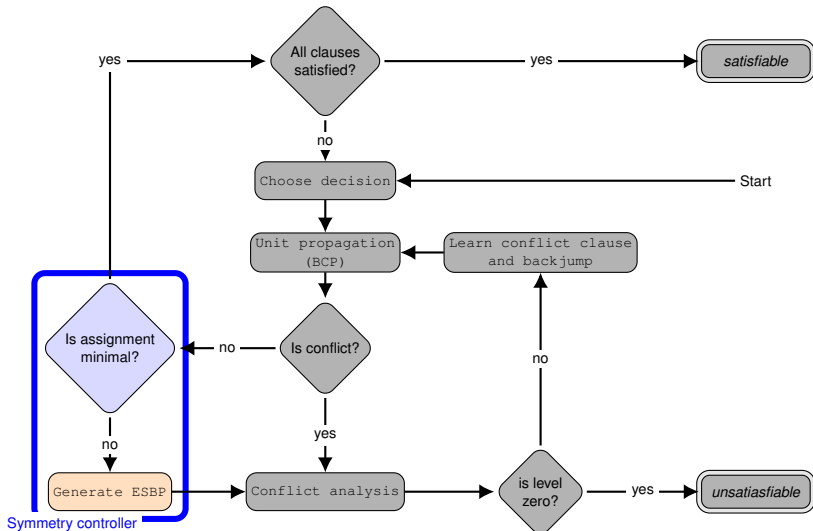 All clauses
satisfied?
yes
yes
satisfiable
no
Choose decision
Start
Unit propagation
(BCP)
Learn conflict clause
and backjump
Is assignment
minimal?
no
Is conflict?
no
yes
no
Generate ESBP
Conflict analysis
is level
zero?
yes
unsatiasfiable
Symmetry controller